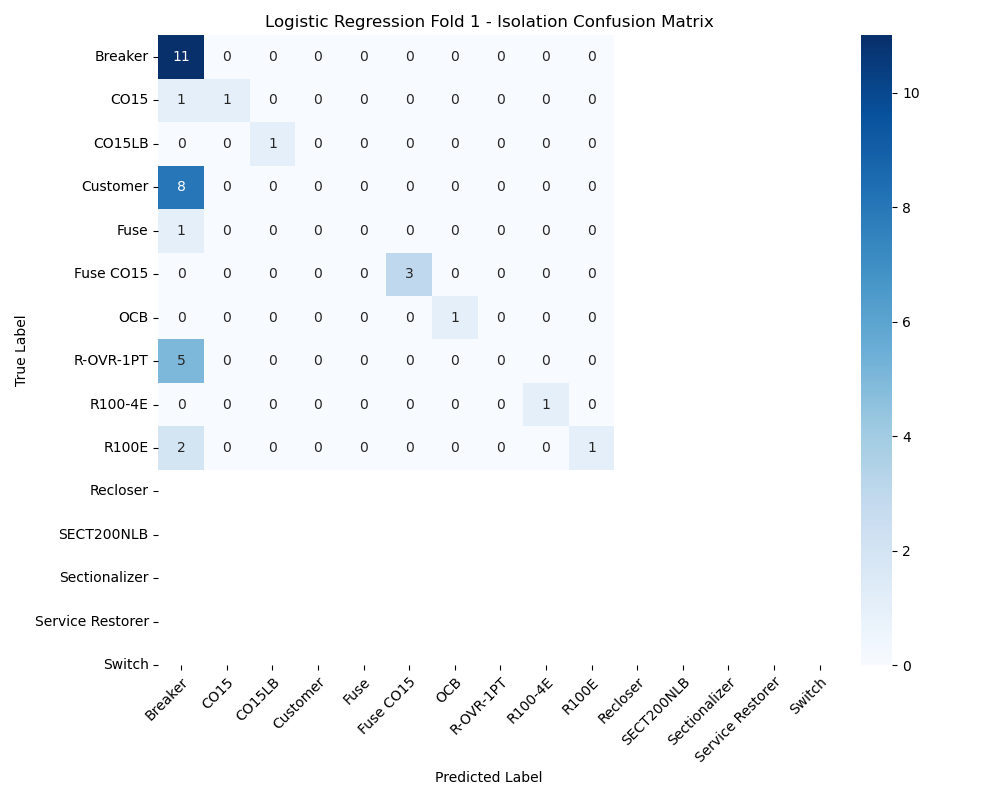 Logistic Regression Fold 1 - Isolation Confusion Matrix
Breaker 11 0 0 0 0 0 0 0 0 0
CO15 1 1 0 0 0 0 0 0 0 0
CO15LB 0 0 1 0 0 0 0 0 0 0
Customer 8 0 0 0 0 0 0 0 0 0
Fuse 1 0 0 0 0 0 0 0 0 0
Fuse CO15 0 0 0 0 0 3 0 0 0 0
OCB 0 0 0 0 0 0 1 0 0 0
R-OVR-1PT 5 0 0 0 0 0 0 0 0 0
R100-4E 0 0 0 0 0 0 0 0 1 0
R100E 2 0 0 0 0 0 0 0 0 1
Recloser
SECT200NLB
Sectionalizer
Service Restorer
Switch
True Label
Breaker CO15 CO15LB Customer Fuse Fuse CO15 OCB R-OVR-1PT R100-4E R100E Recloser SECT200NLB Sectionalizer Service Restorer Switch
Predicted Label
10
8
6
4
2
0